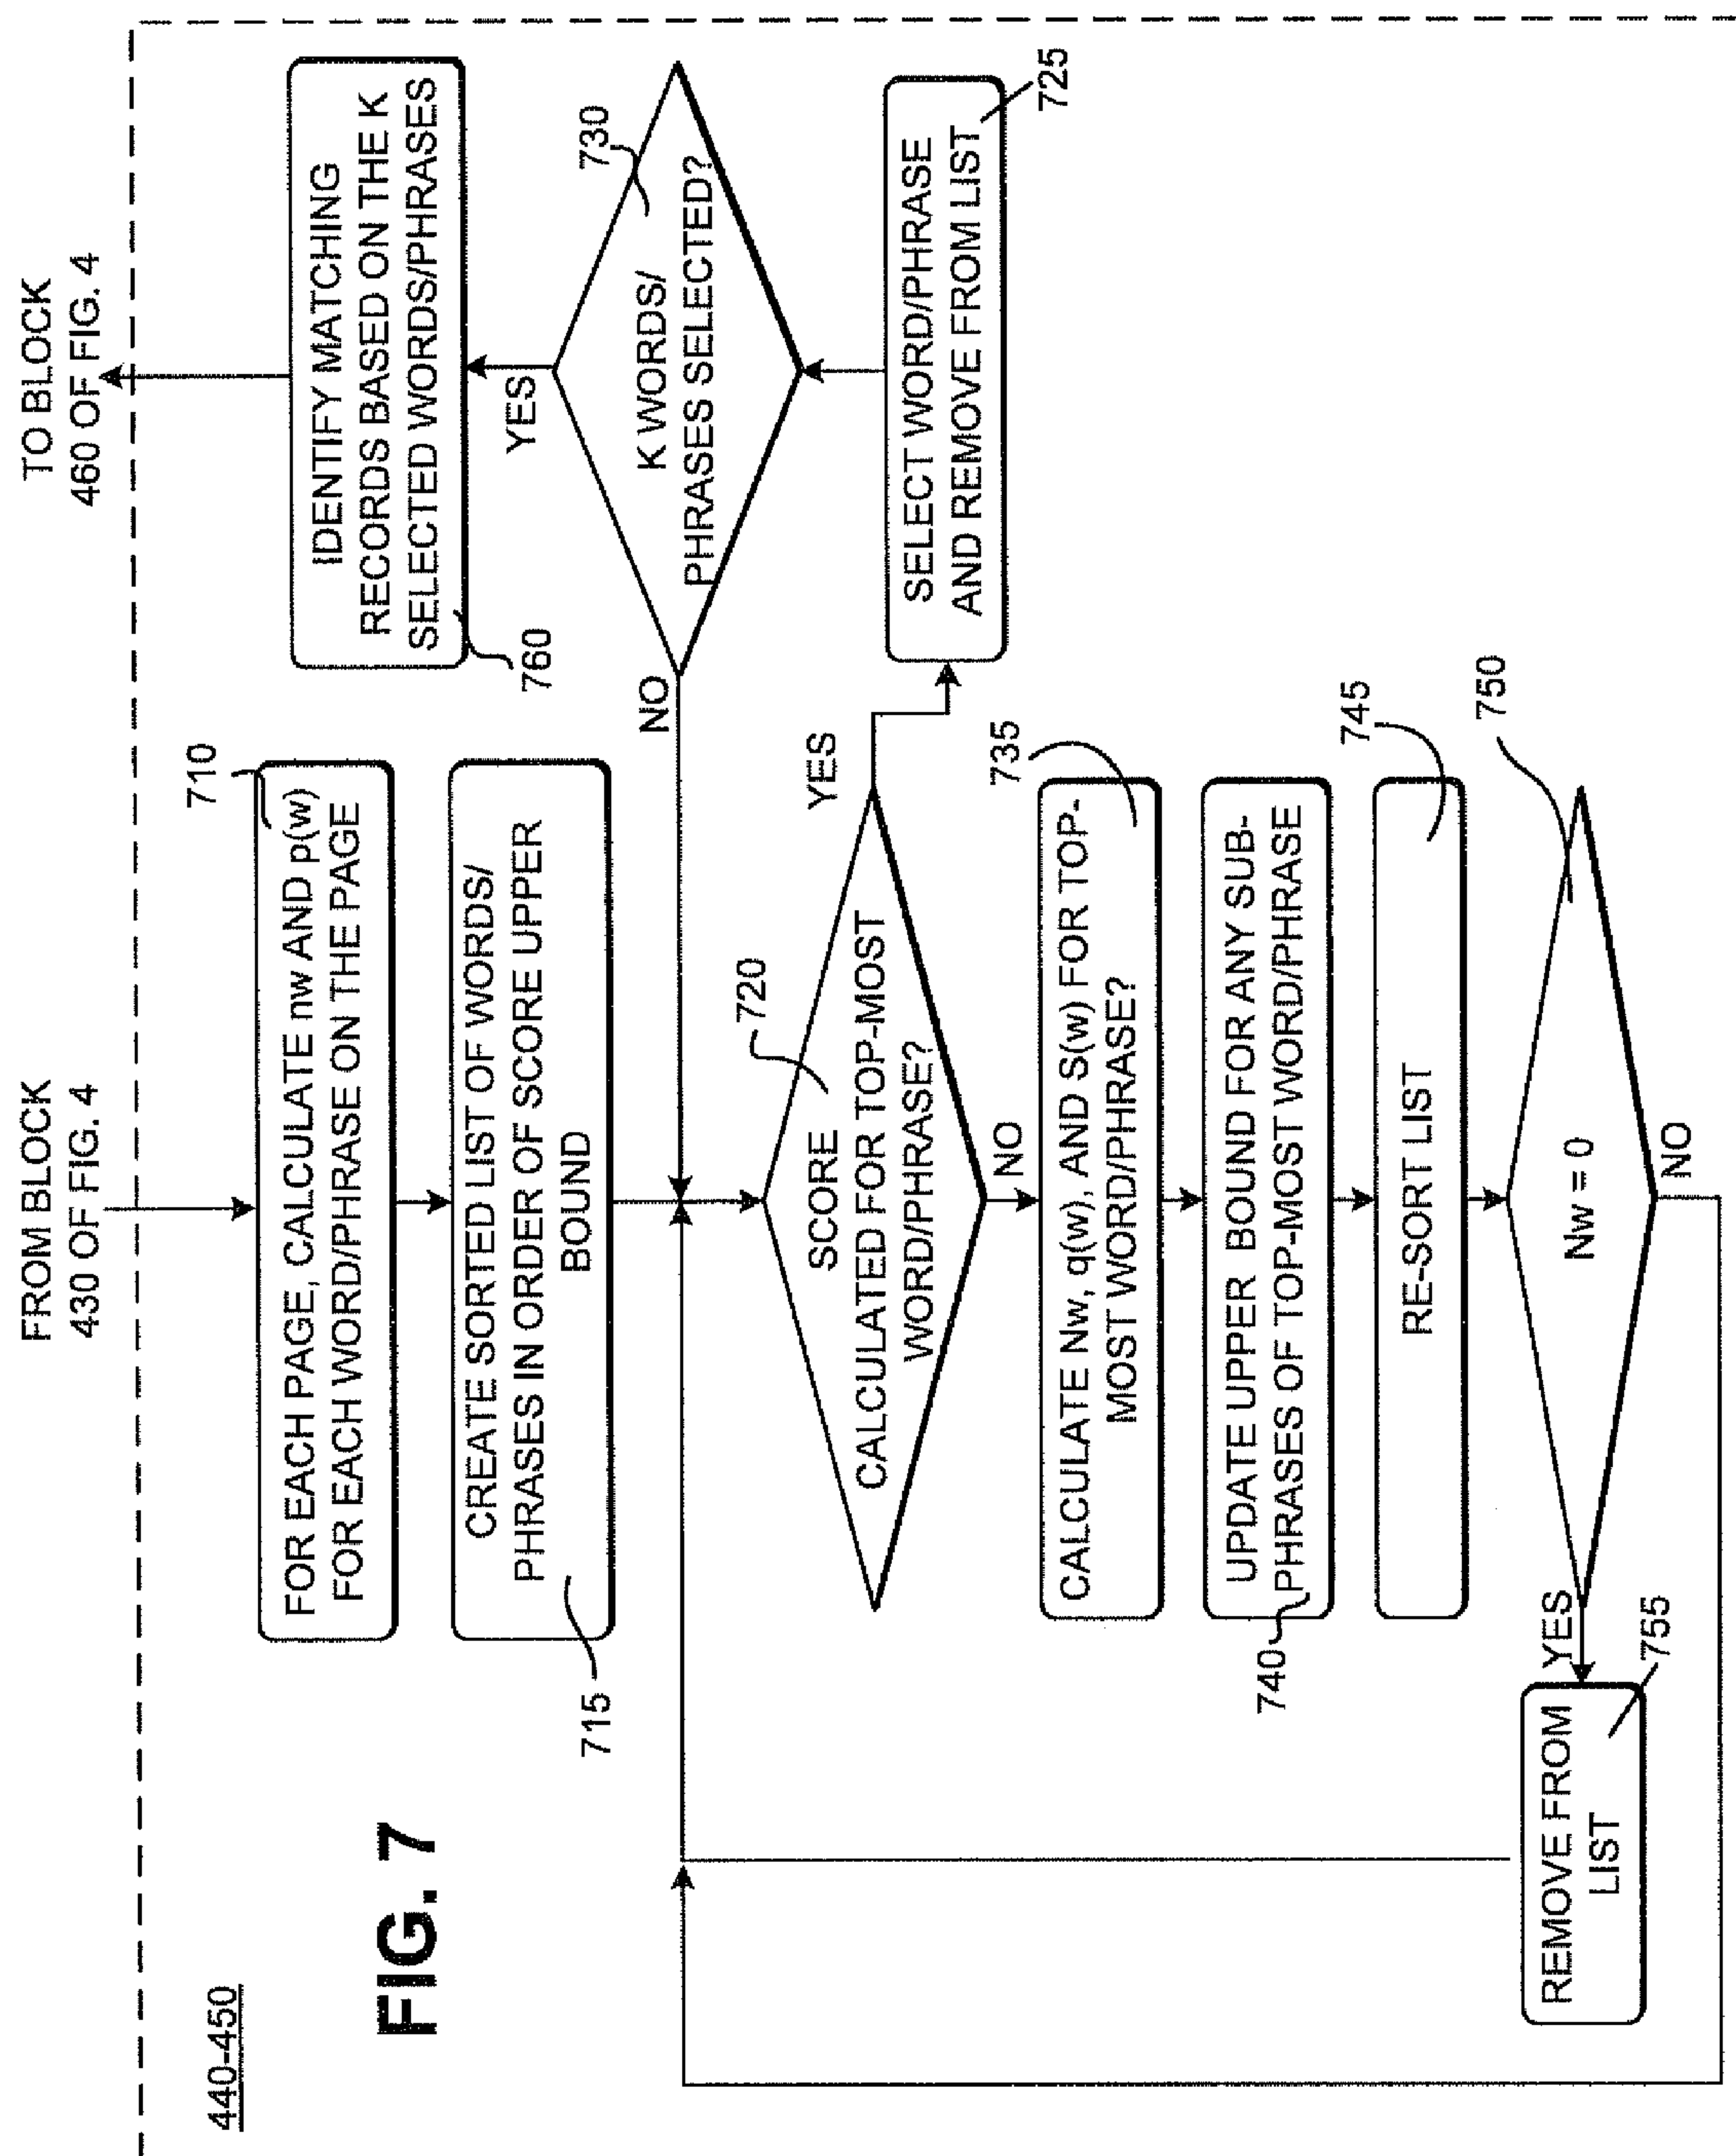 440-450
FIG. 7
FROM BLOCK
430 OF FIG. 4
TO BLOCK
460 OF FIG. 4
710
FOR EACH PAGE, CALCULATE nw AND p(w)
FOR EACH WORD/PHRASE ON THE PAGE
CREATE SORTED LIST OF WORDS/
PHRASES IN ORDER OF SCORE UPPER
BOUND
715
720
SCORE
CALCULATED FOR TOP-MOST
WORD/PHRASE?
YES
NO
735
CALCULATE Nw, q(w), AND S(w) FOR TOP-
MOST WORD/PHRASE?
UPDATE UPPER BOUND FOR ANY SUB-
PHRASES OF TOP-MOST WORD/PHRASE
740
745
RE-SORT LIST
750
Nw = 0
YES
NO
REMOVE FROM
LIST
755
IDENTIFY MATCHING
RECORDS BASED ON THE K
SELECTED WORDS/PHRASES
760
YES
730
K WORDS/
PHRASES SELECTED?
NO
SELECT WORD/PHRASE
AND REMOVE FROM LIST
725